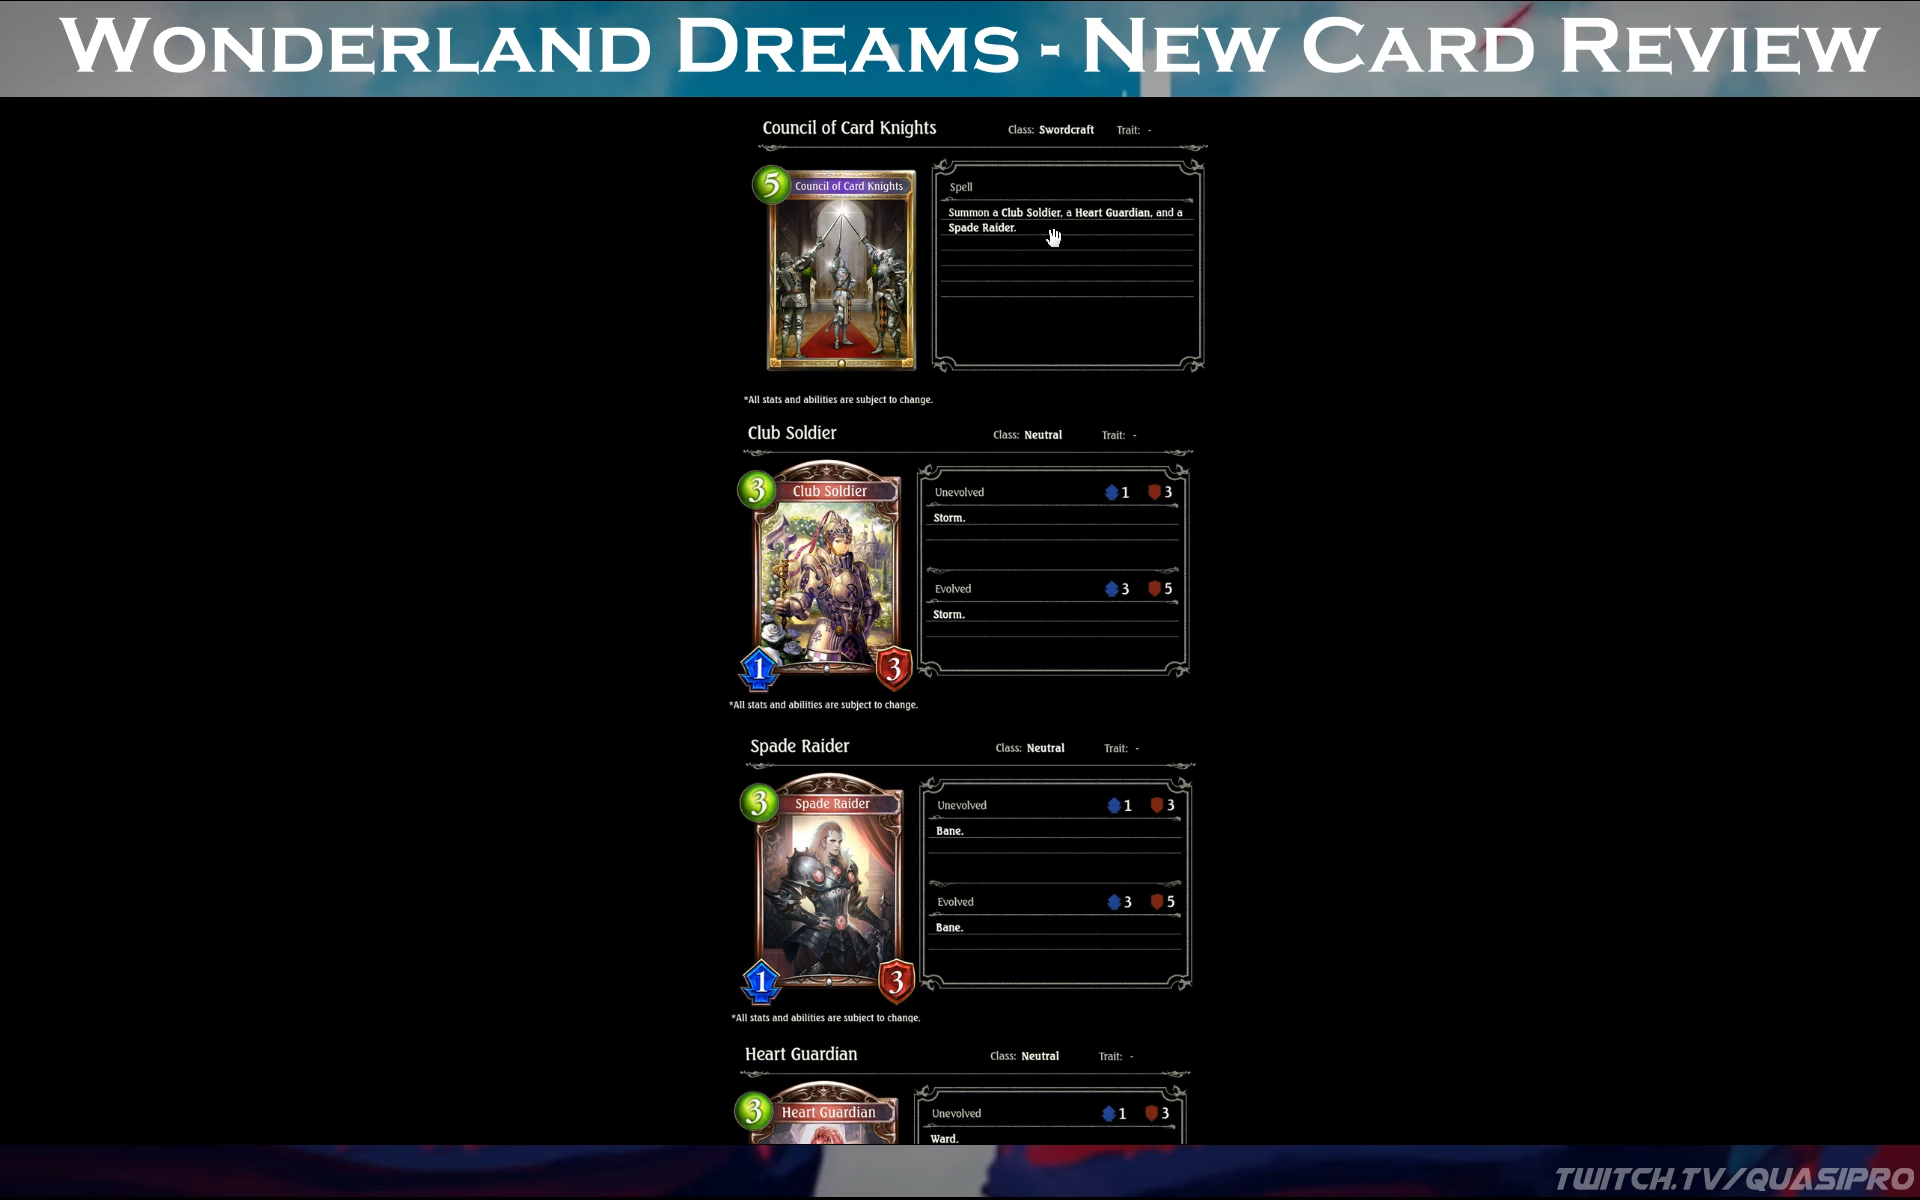 WONDERLAND DREAMS - NEW CARD REVIEW
Council of Card Knights Class: Swordcraft Trait: -
5 Council of Card Knights
Spell
Summon a Club Soldier, a Heart Guardian, and a
Spade Raider.
*All stats and abilities are subject to change.
Club Soldier Class: Neutral Trait: -
3 Club Soldier
Unevolved 1 3
Storm.
Evolved 3 5
Storm.
1 3
*All stats and abilities are subject to change.
Spade Raider Class: Neutral Trait: -
3 Spade Raider
Unevolved 1 3
Bane.
Evolved 3 5
Bane.
1 3
*All stats and abilities are subject to change.
Heart Guardian Class: Neutral Trait: -
3 Heart Guardian
Unevolved 1 3
Ward.
TWITCH.TV/QUASIPRO